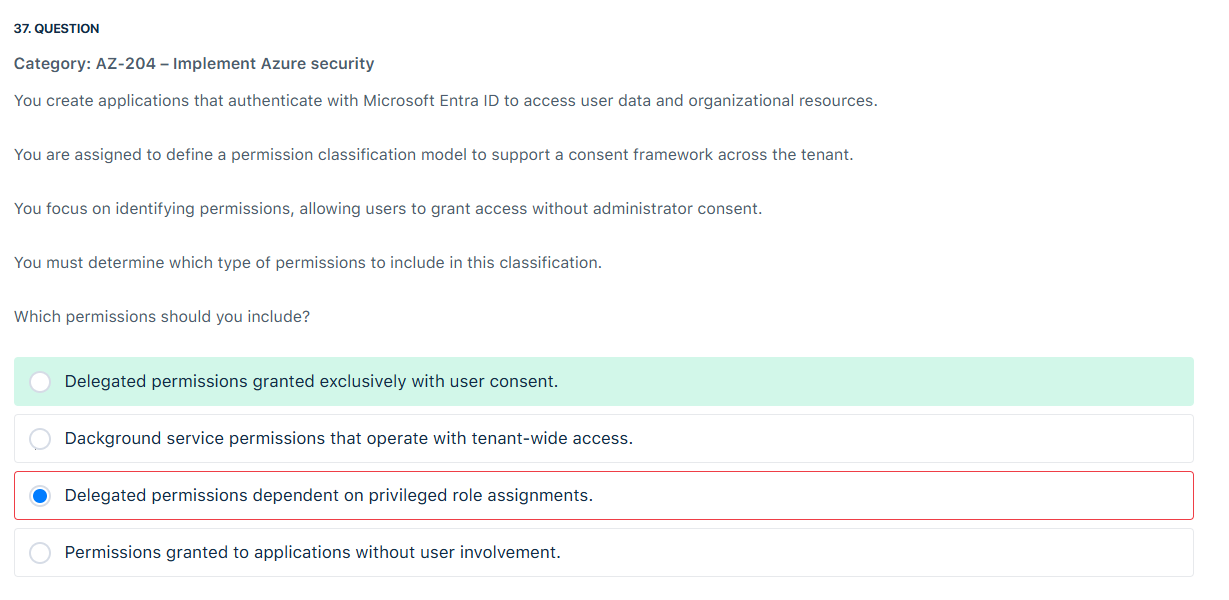 37. QUESTION
Category: AZ-204 – Implement Azure security
You create applications that authenticate with Microsoft Entra ID to access user data and organizational resources.
You are assigned to define a permission classification model to support a consent framework across the tenant.
You focus on identifying permissions, allowing users to grant access without administrator consent.
You must determine which type of permissions to include in this classification.
Which permissions should you include?
Delegated permissions granted exclusively with user consent.
Dackground service permissions that operate with tenant-wide access.
Delegated permissions dependent on privileged role assignments.
Permissions granted to applications without user involvement.